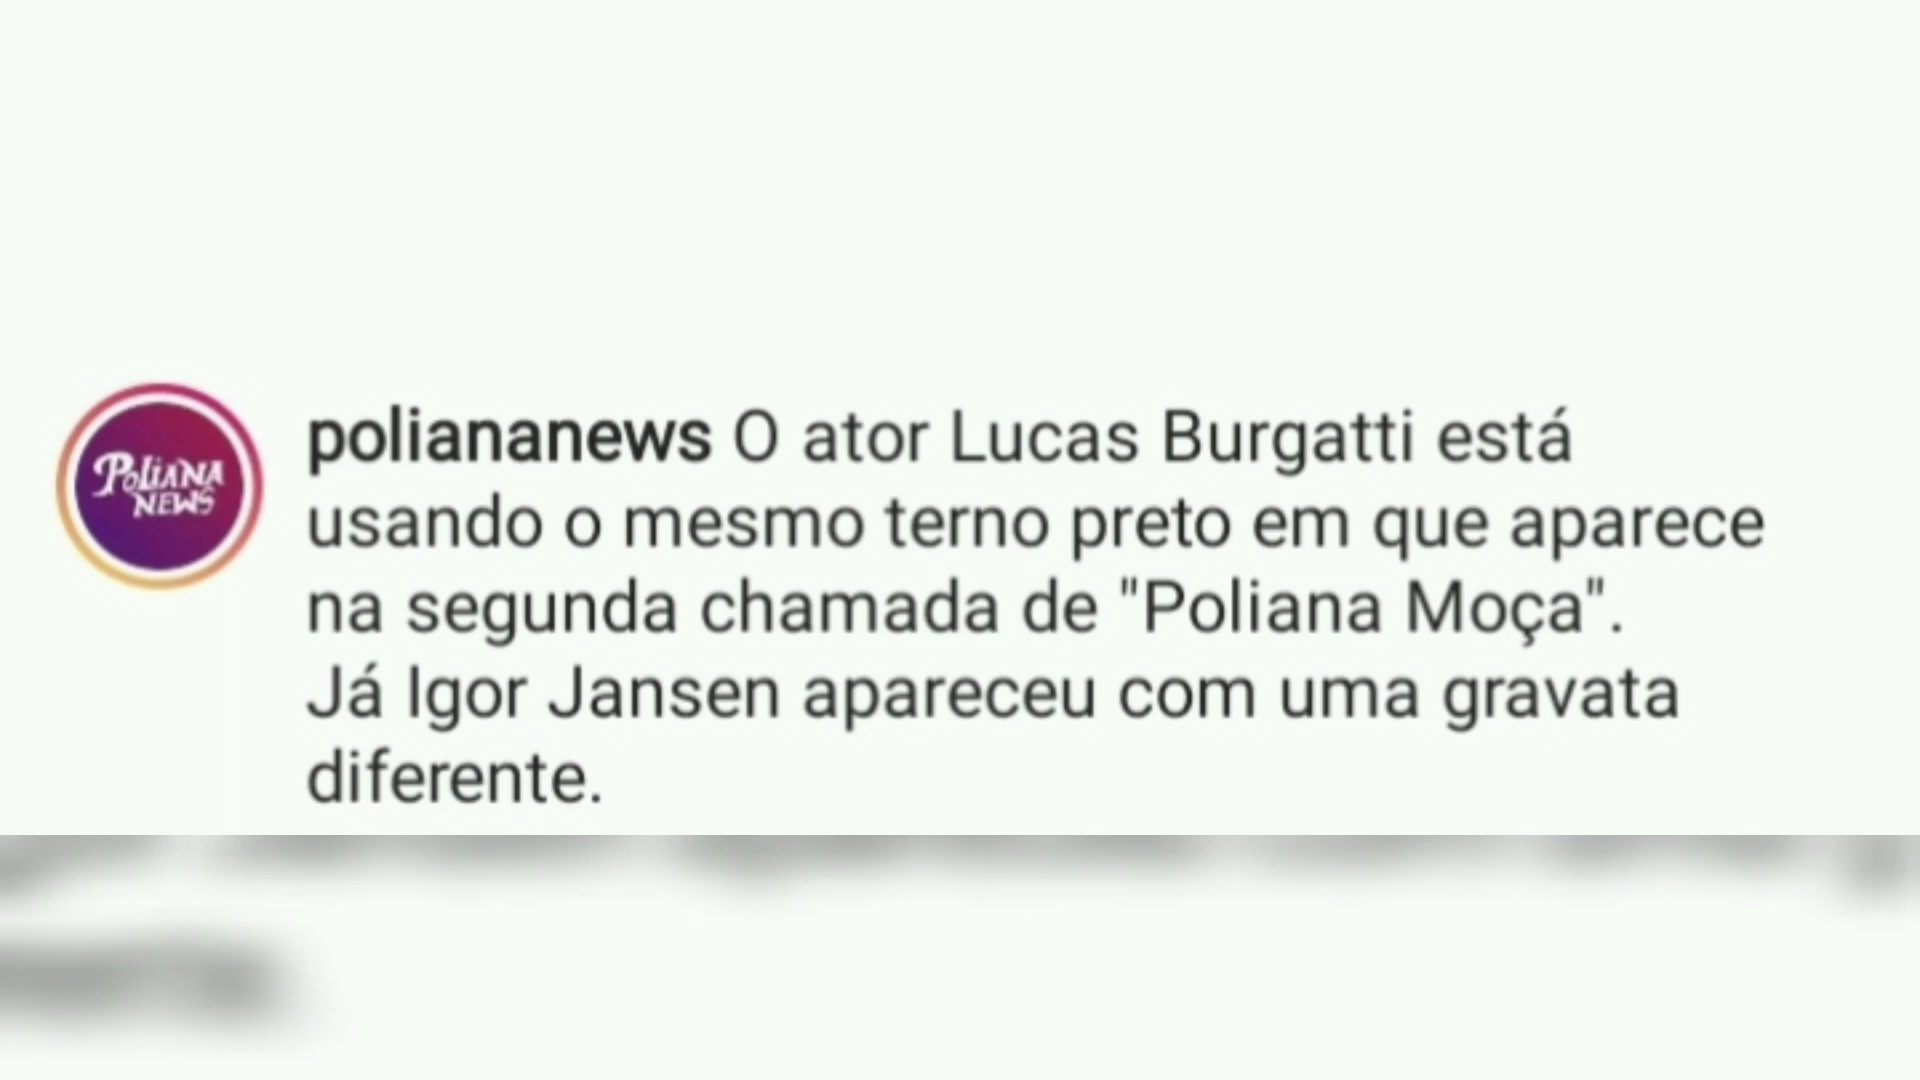 POLIANA
NEWS
poliananews O ator Lucas Burgatti está
usando o mesmo terno preto em que aparece
na segunda chamada de "Poliana Moça".
Já Igor Jansen apareceu com uma gravata
diferente.